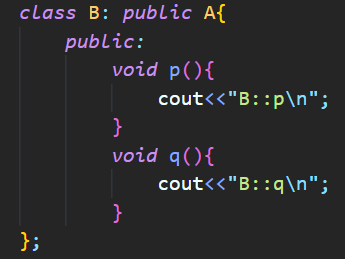 class B: public A{
    public:
        void p(){
            cout<<"B::p\n";
        }
        void q(){
            cout<<"B::q\n";
        }
};